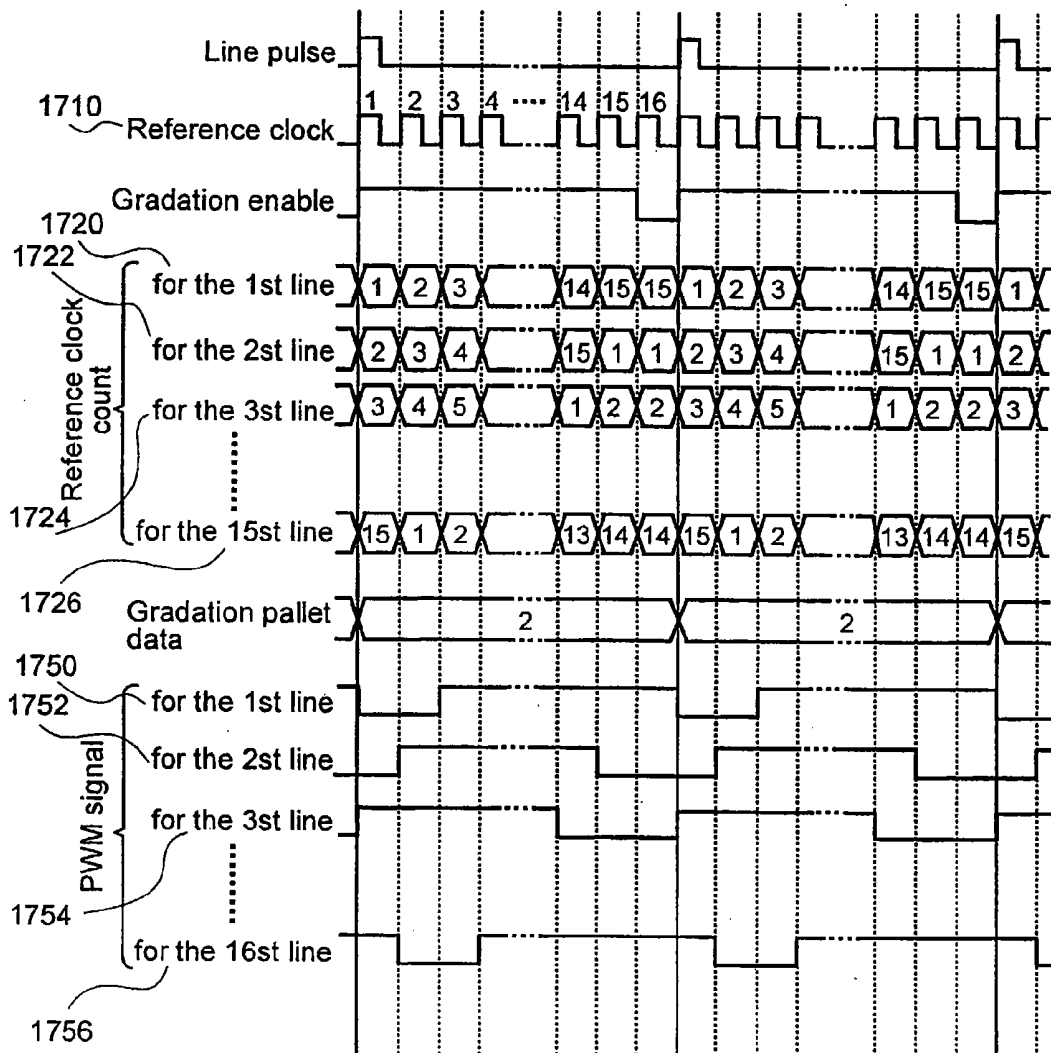 Line pulse
1 2 3 4 14 15 16
1710
Reference clock
Gradation enable
1720
1722
Reference clock
count
for the 1st line
1 2 3 14 15 15 1 2 3 14 15 15 1
for the 2st line
2 3 4 15 1 1 2 3 4 15 1 1 2
for the 3st line
3 4 5 1 2 2 3 4 5 1 2 2 3
1724
for the 15st line
15 1 2 13 14 14 15 1 2 13 14 14 15
1726
Gradation pallet
data
2 2
1750
1752
PWM signal
for the 1st line
for the 2st line
for the 3st line
1754
for the 16st line
1756